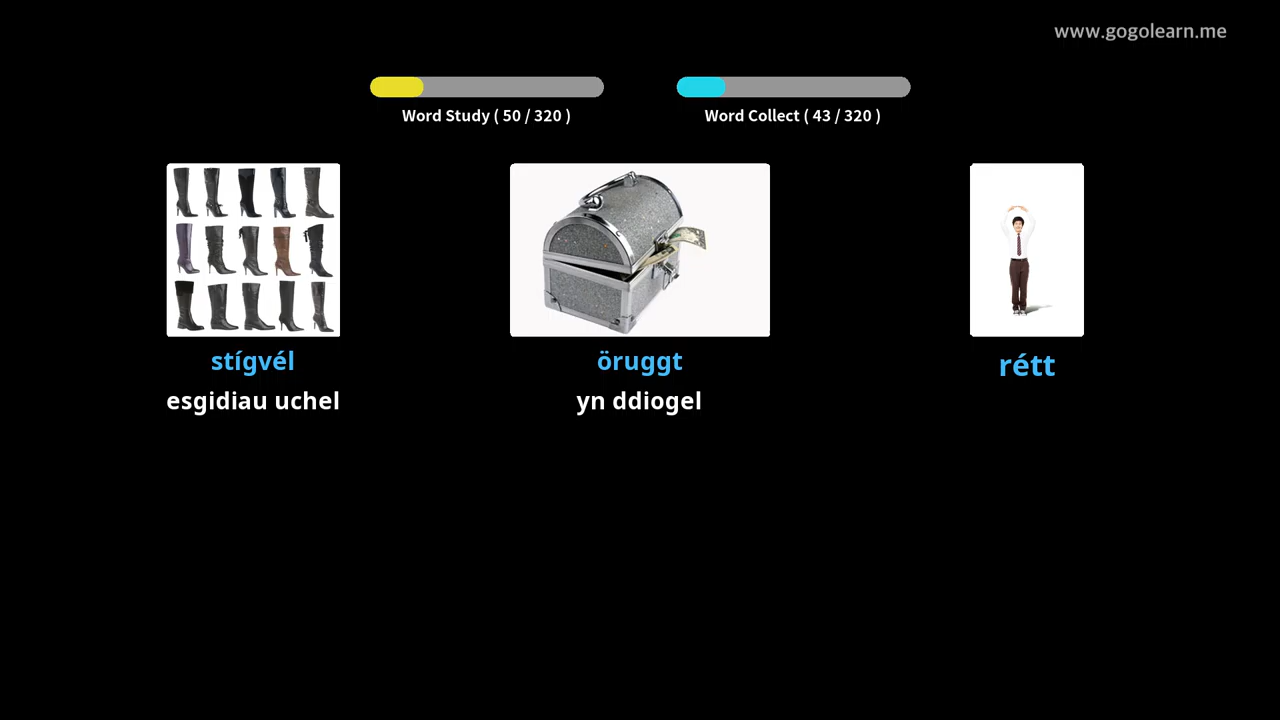 www.gogolearn.me
Word Study ( 50 / 320 )
Word Collect ( 43 / 320 )
stígvél
esgidiau uchel
öruggt
yn ddiogel
rétt